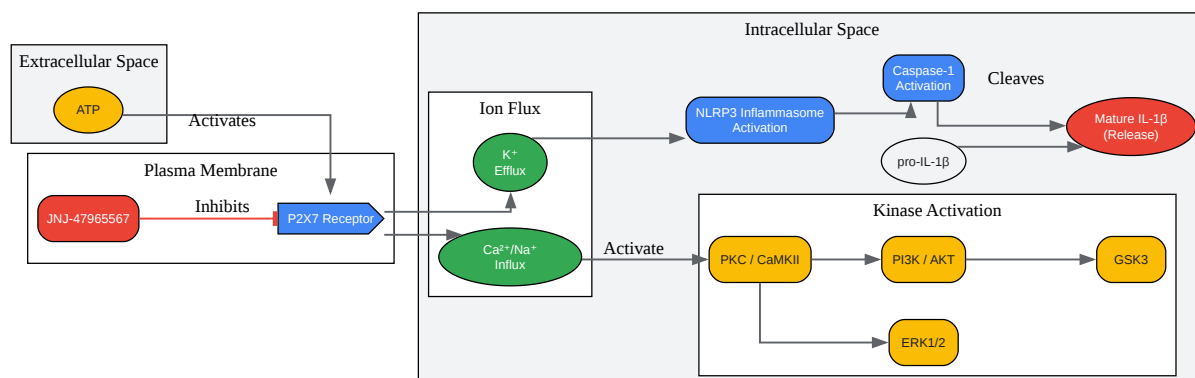 Extracellular Space
ATP
Activates
Plasma Membrane
JNJ-47965567
Inhibits
P2X7 Receptor
Intracellular Space
Ion Flux
K⁺
Efflux
Ca²⁺/Na⁺
Influx
NLRP3 Inflammasome
Activation
Caspase-1
Activation
Cleaves
pro-IL-1β
Mature IL-1β
(Release)
Activate
Kinase Activation
PKC / CaMKII
PI3K / AKT
GSK3
ERK1/2